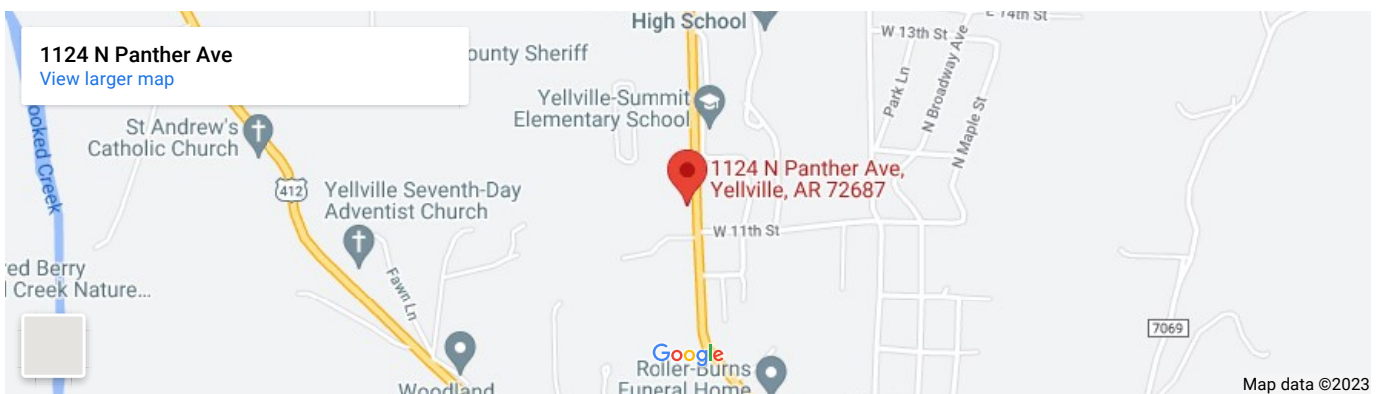 1124 N Panther Ave
View larger map
High School
ounty Sheriff
Yellville-Summit
Elementary School
St Andrew's
Catholic Church
412
Yellville Seventh-Day
Adventist Church
1124 N Panther Ave,
Yellville, AR 72687
W 11th St
W 13th St
E 14th St
Park Ln
N Broadway Ave
N Maple St
ooked Creek
red Berry
l Creek Nature...
Fawn Ln
7069
Woodland
Google
Roller-Burns
Funeral Home
Map data ©2023